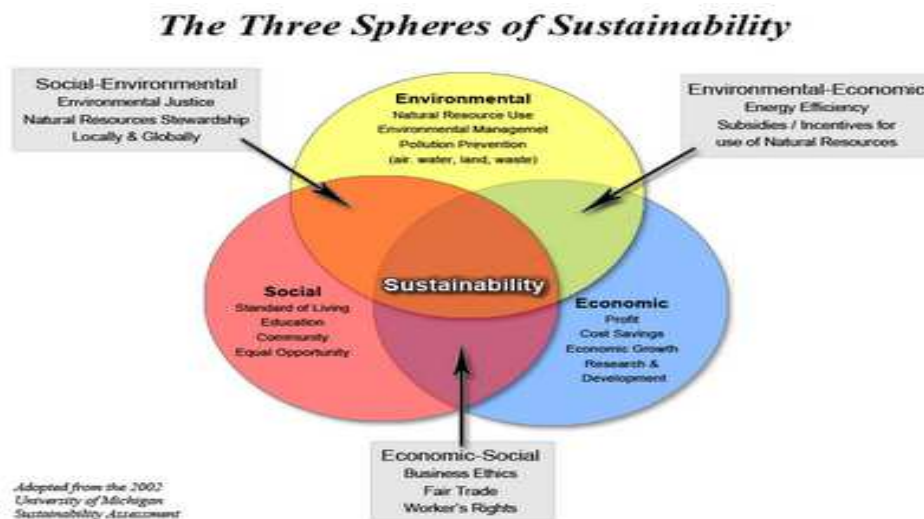 The Three Spheres of Sustainability
Social-Environmental
Environmental Justice
Natural Resources Stewardship
Locally & Globally
Environmental
Natural Resource Use
Environmental Managemet
Pollution Prevention
(air. water, land, waste)
Environmental-Economic
Energy Efficiency
Subsidies / Incentives for
use of Natural Resources
Sustainability
Social
Standard of Living
Education
Community
Equal Opportunity
Economic
Profit
Cost Savings
Economic Growth
Research &
Development
Economic-Social
Business Ethics
Fair Trade
Worker's Rights
Adopted from the 2002
University of Michigan
Sustainability Assessment